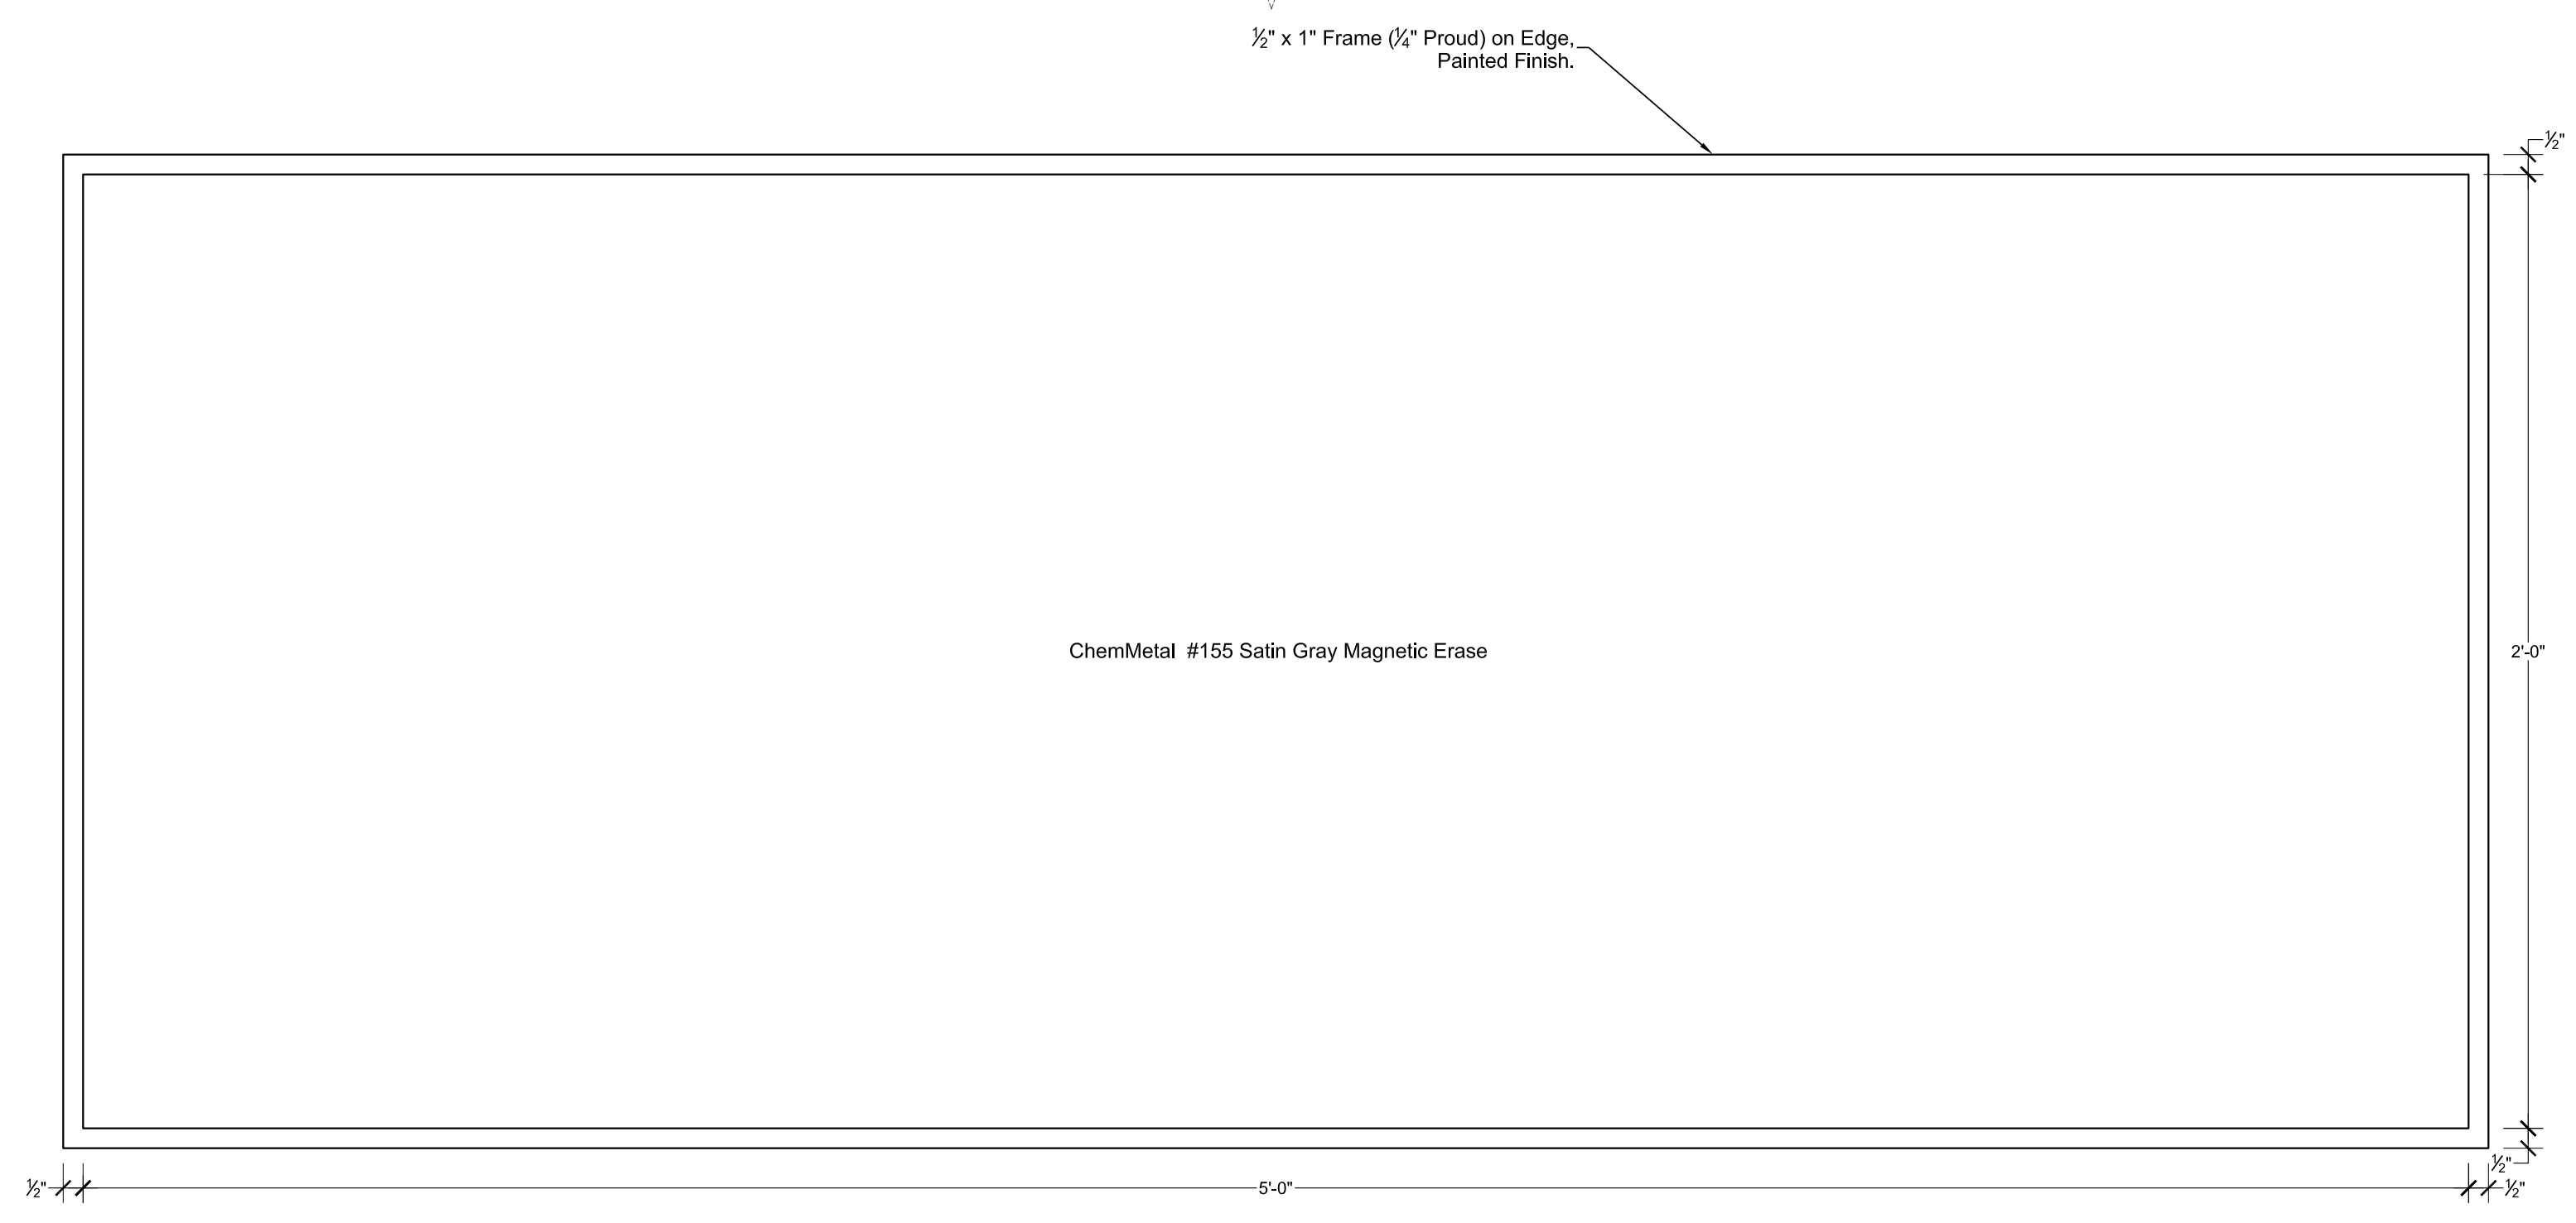 ½" x 1" Frame (¼" Proud) on Edge,
Painted Finish.
½"
ChemMetal  #155 Satin Gray Magnetic Erase
2'-0"
½"
½"
5'-0"
½"